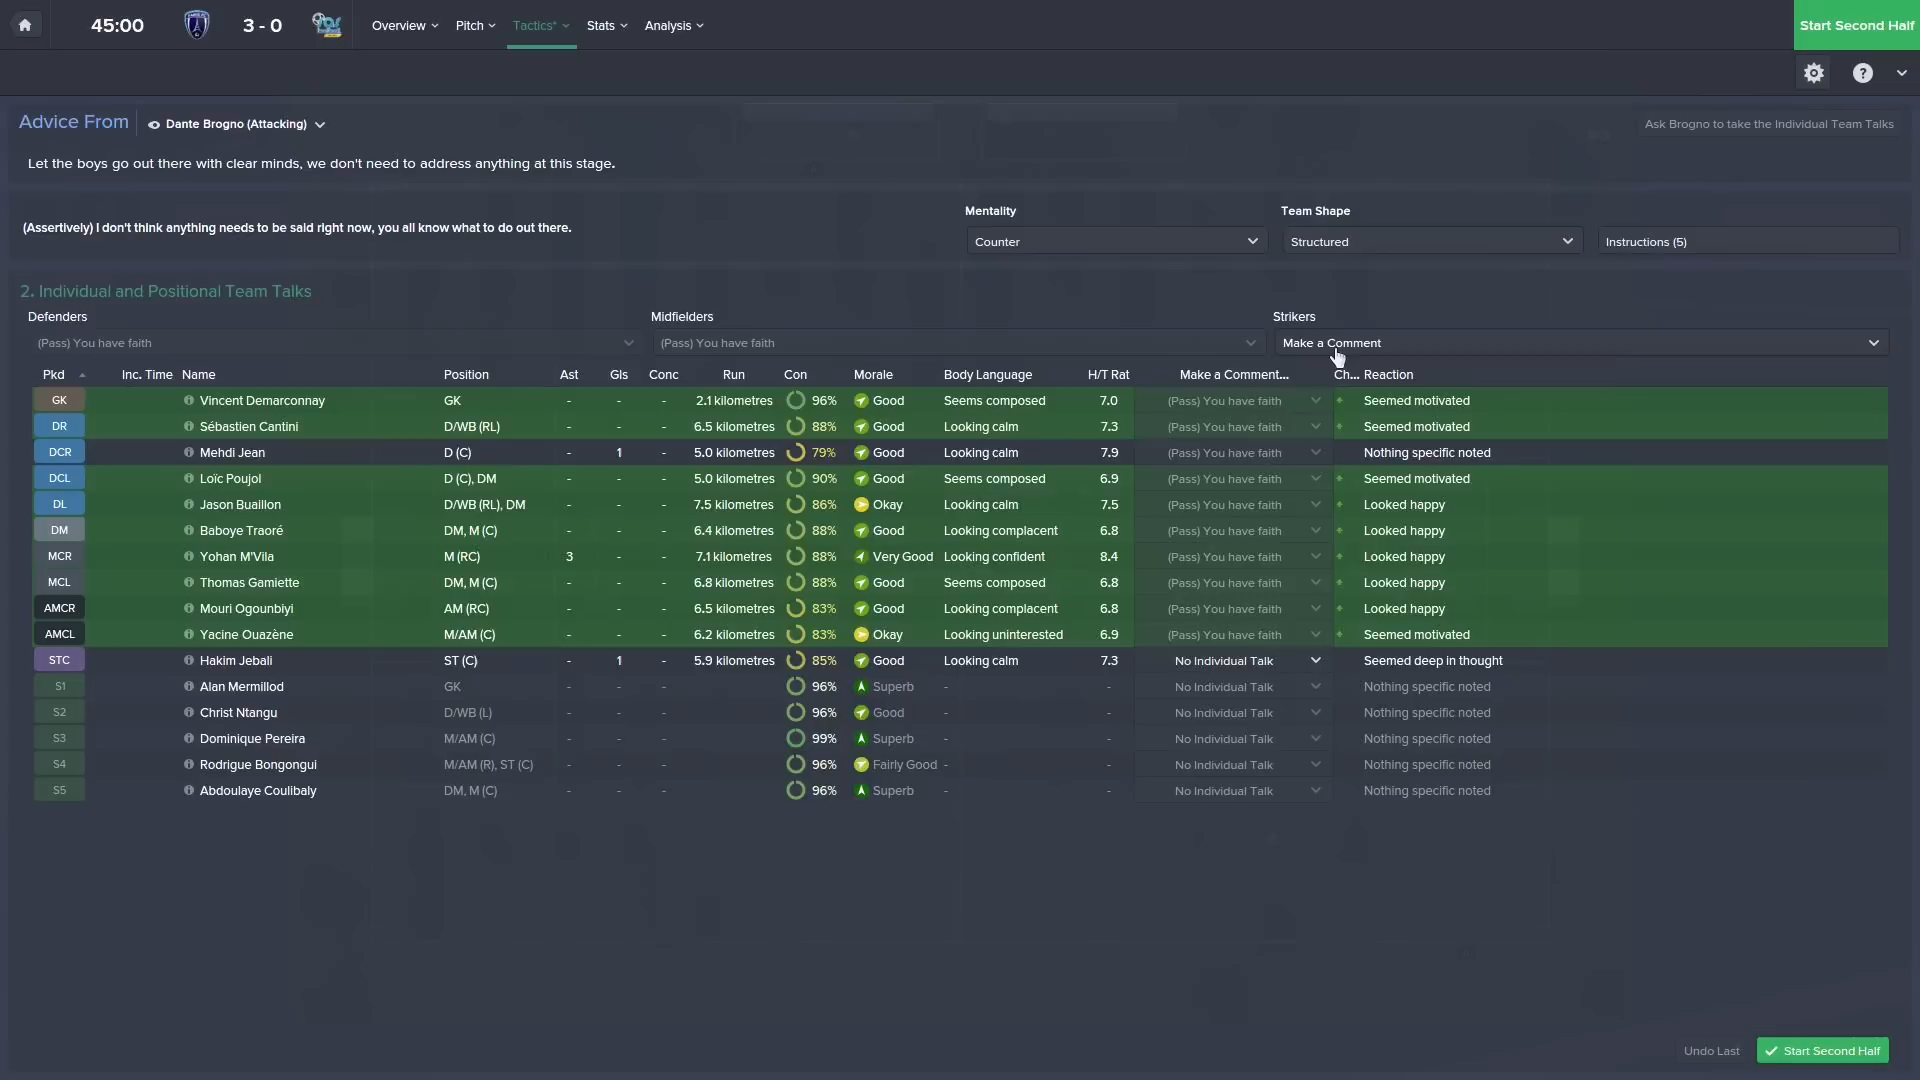 45:00 3 - 0 Overview Pitch Tactics* Stats Analysis Start Second Half
?
Advice From Dante Brogno (Attacking) Ask Brogno to take the Individual Team Talks
Let the boys go out there with clear minds, we don't need to address anything at this stage.
Mentality Team Shape
(Assertively) I don't think anything needs to be said right now, you all know what to do out there.
Counter Structured Instructions (5)
2. Individual and Positional Team Talks
Defenders Midfielders Strikers
(Pass) You have faith (Pass) You have faith Make a Comment
Pkd Inc. Time Name Position Ast Gls Conc Run Con Morale Body Language H/T Rat Make a Comment... Ch... Reaction
GK Vincent Demarconnay GK - - - 2.1 kilometres 96% Good Seems composed 7.0 (Pass) You have faith Seemed motivated
DR Sébastien Cantini D/WB (RL) - - - 6.5 kilometres 88% Good Looking calm 7.3 (Pass) You have faith Seemed motivated
DCR Mehdi Jean D (C) - 1 - 5.0 kilometres 79% Good Looking calm 7.9 (Pass) You have faith Nothing specific noted
DCL Loïc Poujol D (C), DM - - - 5.0 kilometres 90% Good Seems composed 6.9 (Pass) You have faith Seemed motivated
DL Jason Buaillon D/WB (RL), DM - - - 7.5 kilometres 86% Okay Looking calm 7.5 (Pass) You have faith Looked happy
DM Baboye Traoré DM, M (C) - - - 6.4 kilometres 88% Good Looking complacent 6.8 (Pass) You have faith Looked happy
MCR Yohan M'Vila M (RC) 3 - - 7.1 kilometres 88% Very Good Looking confident 8.4 (Pass) You have faith Looked happy
MCL Thomas Gamiette DM, M (C) - - - 6.8 kilometres 88% Good Seems composed 6.8 (Pass) You have faith Looked happy
AMCR Mouri Ogounbiyi AM (RC) - - - 6.5 kilometres 83% Good Looking complacent 6.8 (Pass) You have faith Looked happy
AMCL Yacine Ouazène M/AM (C) - - - 6.2 kilometres 83% Okay Looking uninterested 6.9 (Pass) You have faith Seemed motivated
STC Hakim Jebali ST (C) - 1 - 5.9 kilometres 85% Good Looking calm 7.3 No Individual Talk Seemed deep in thought
S1 Alan Mermillod GK - - - 96% Superb - - No Individual Talk Nothing specific noted
S2 Christ Ntangu D/WB (L) - - - 96% Good - - No Individual Talk Nothing specific noted
S3 Dominique Pereira M/AM (C) - - - 99% Superb - - No Individual Talk Nothing specific noted
S4 Rodrigue Bongongui M/AM (R), ST (C) - - - 96% Fairly Good - - No Individual Talk Nothing specific noted
S5 Abdoulaye Coulibaly DM, M (C) - - - 96% Superb - - No Individual Talk Nothing specific noted
Undo Last Start Second Half